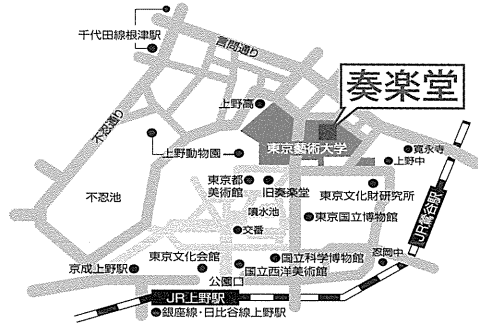 千代田線根津駅
言問通り
奏楽堂
上野高
不忍通り
東京藝術大学
寛永寺
上野中
上野動物園
東京都
美術館
旧奏楽堂
東京文化財研究所
不忍池
噴水池
東京国立博物館
JR鶯谷駅
交番
忍岡中
東京文化会館
国立科学博物館
京成上野駅
国立西洋美術館
公園口
JR上野駅
銀座線・日比谷線上野駅